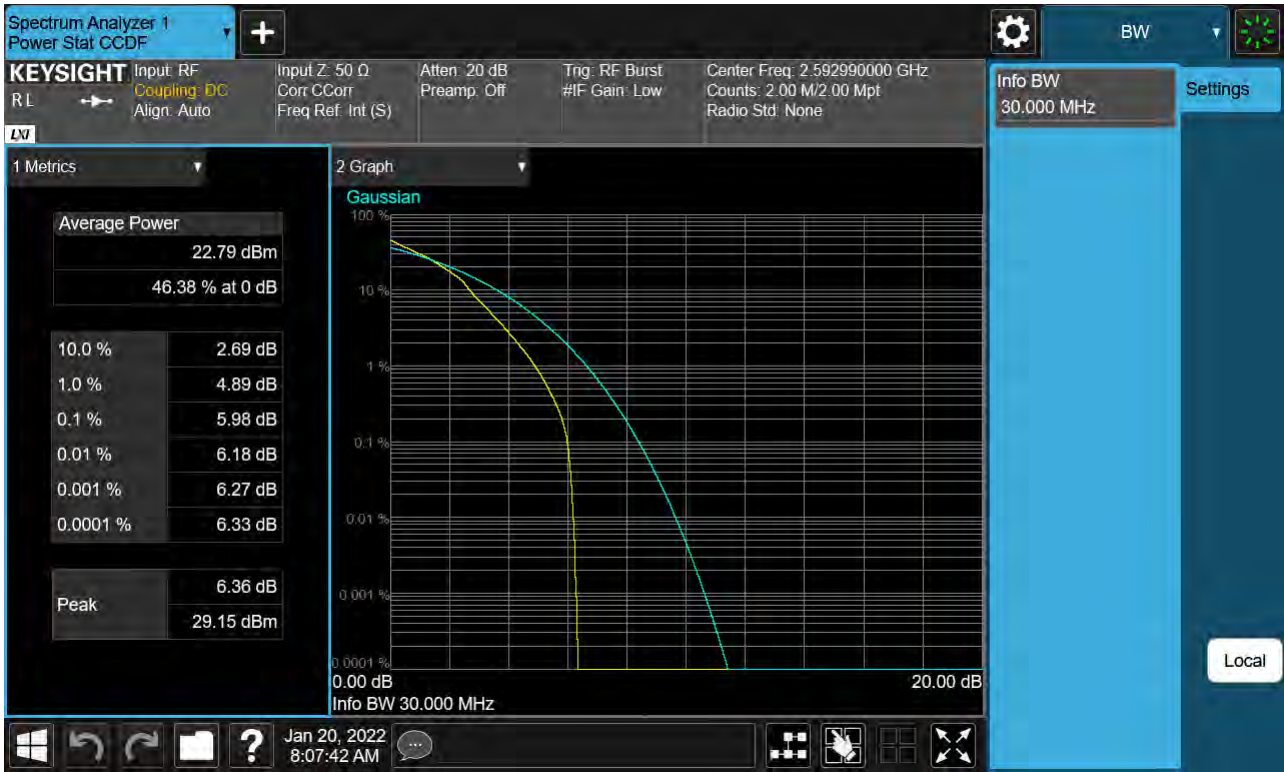 Spectrum Analyzer 1
Power Stat CCDF
+
BW
KEYSIGHT
R L
LXI
Input: RF
Coupling: DC
Align: Auto
Input Z: 50 Ω
Corr CCorr
Freq Ref: Int (S)
Atten: 20 dB
Preamp: Off
Trig: RF Burst
#IF Gain: Low
Center Freq: 2.592990000 GHz
Counts: 2.00 M/2.00 Mpt
Radio Std: None
Info BW
30.000 MHz
Settings
1 Metrics
Average Power
22.79 dBm
46.38 % at 0 dB
10.0 % 2.69 dB
1.0 % 4.89 dB
0.1 % 5.98 dB
0.01 % 6.18 dB
0.001 % 6.27 dB
0.0001 % 6.33 dB
Peak
6.36 dB
29.15 dBm
2 Graph
Gaussian
100 %
10 %
1 %
0.1 %
0.01 %
0.001 %
0.0001 %
0.00 dB 20.00 dB
Info BW 30.000 MHz
Local
?
Jan 20, 2022
8:07:42 AM